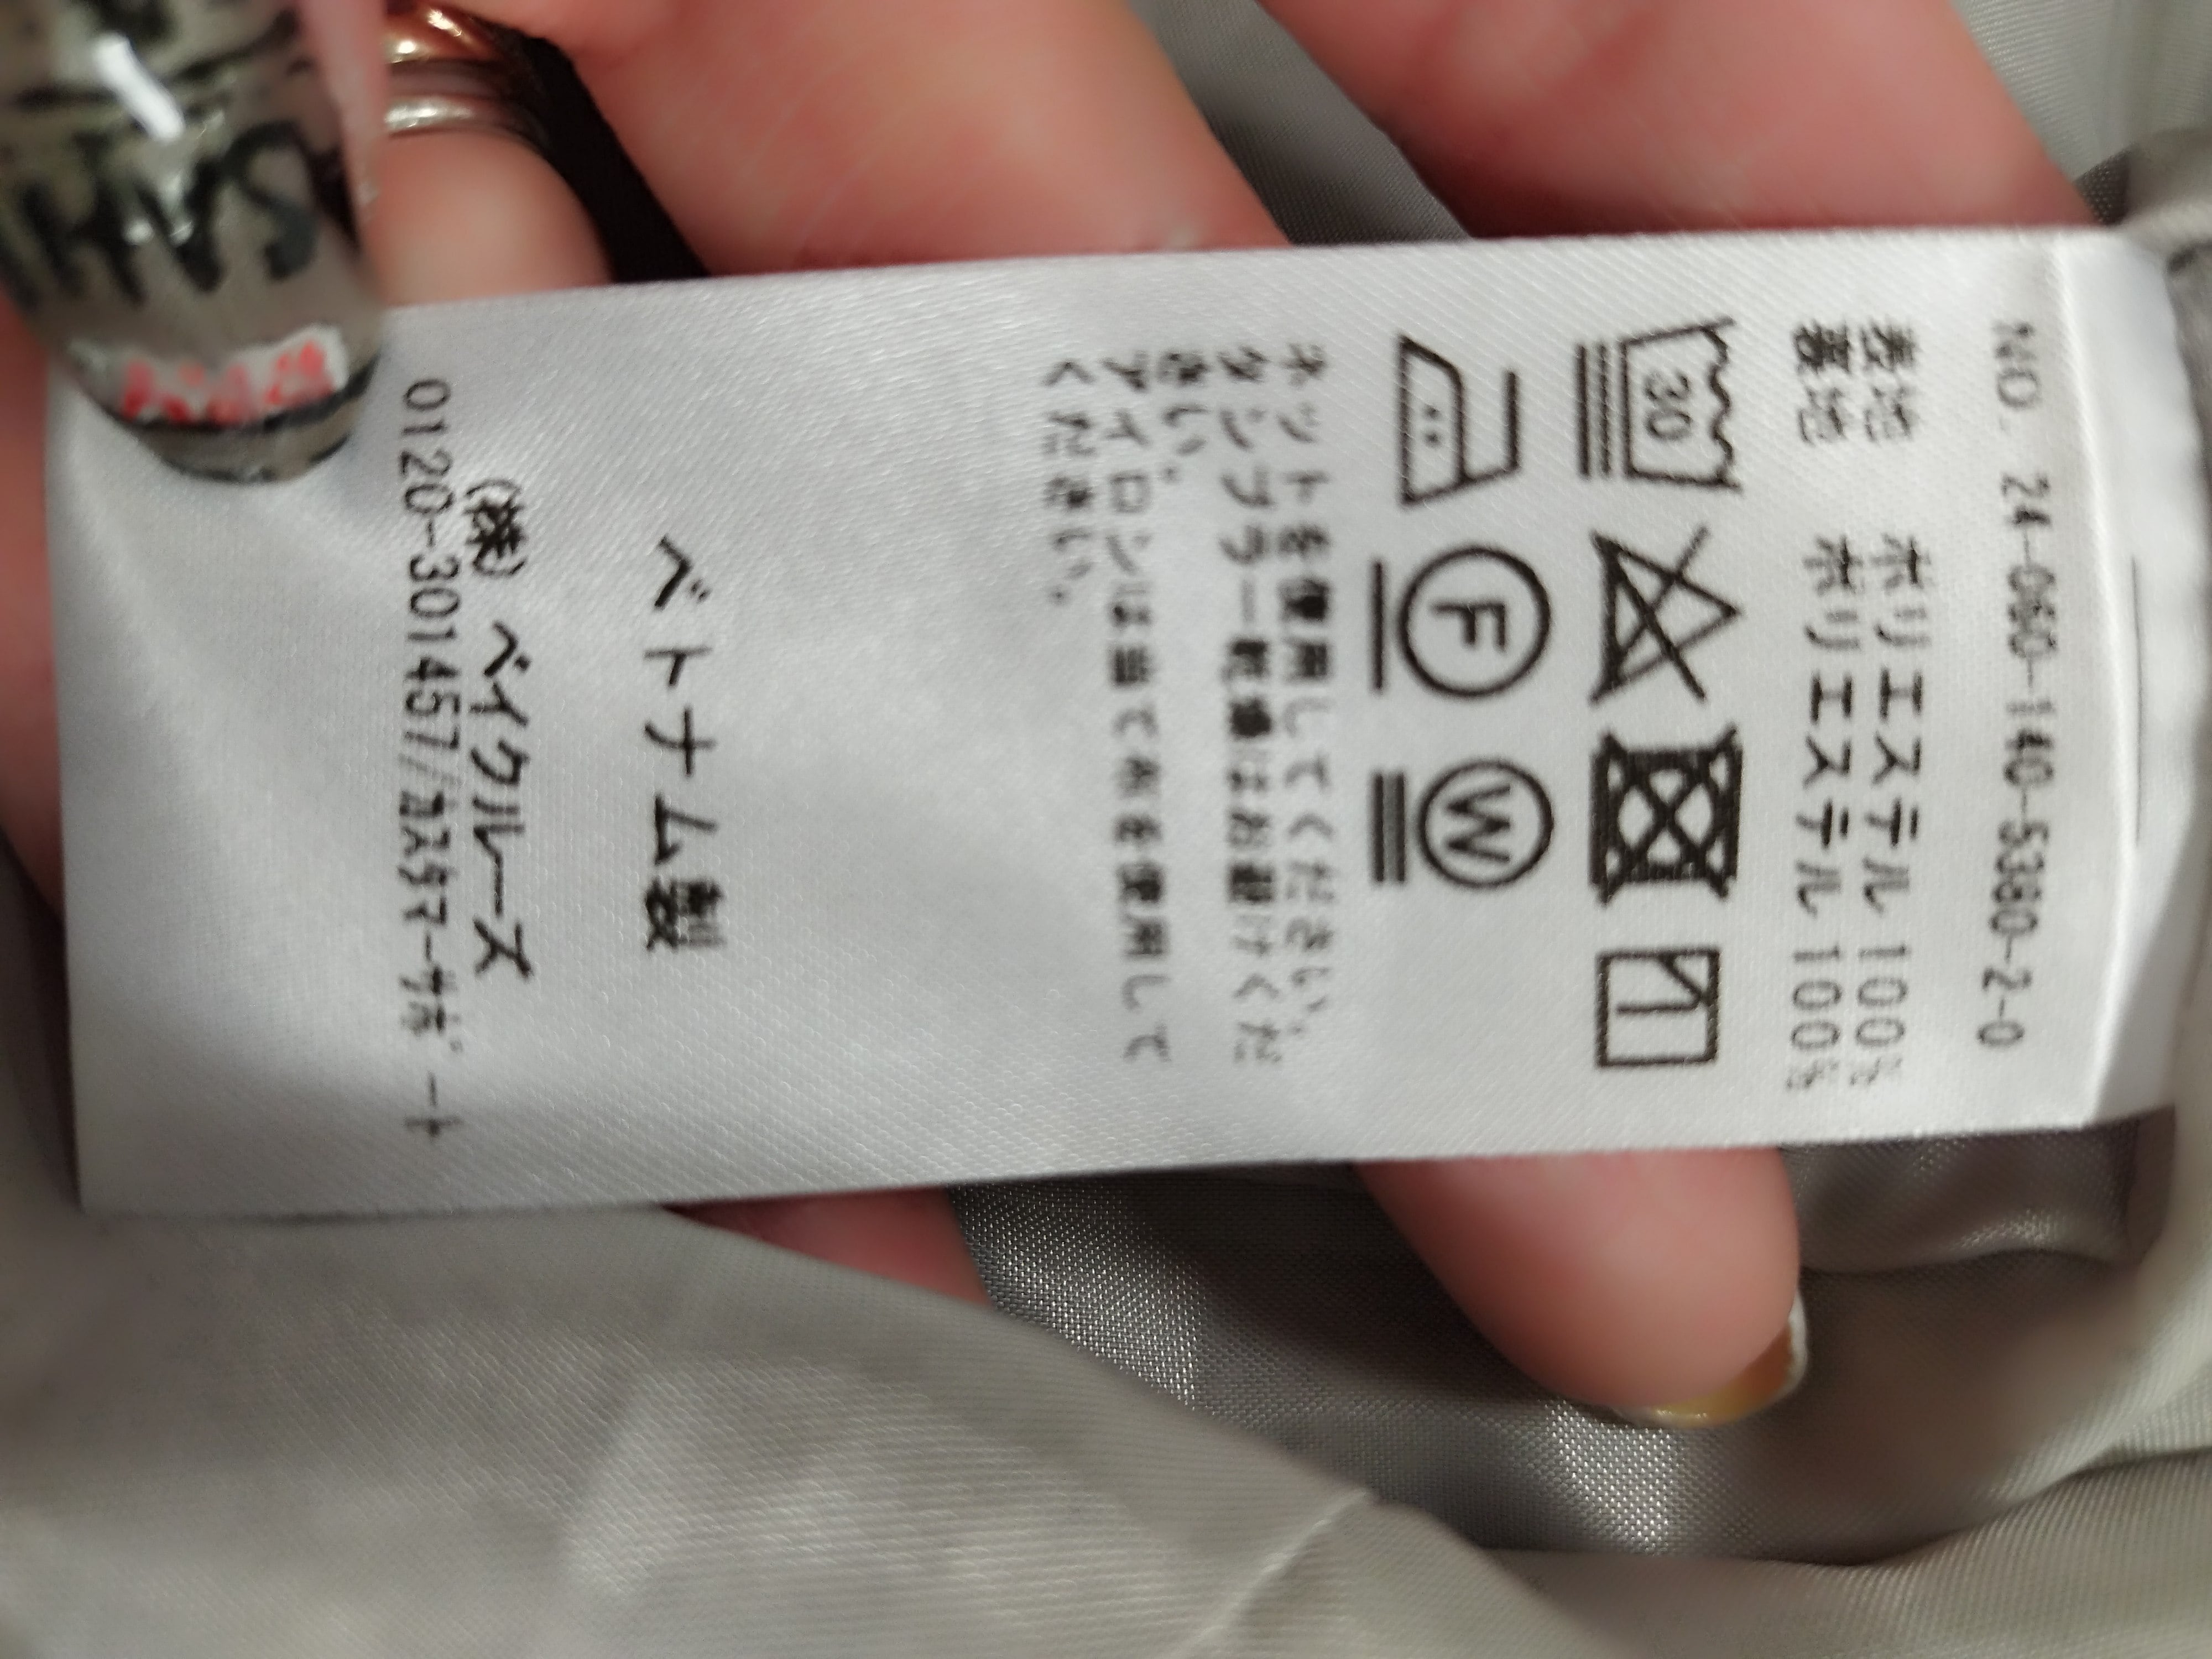 NO. 24-060-140-5380-2-0
表地 ポリエステル 100%
裏地 ポリエステル 100%
30
F W
ネットを使用してください。
タンブラー乾燥はお避けくだ
さい。
アイロンは当て布を使用して
ください。
ベトナム製
(株) ベイクルーズ
0120-301457/カスタマーサポート